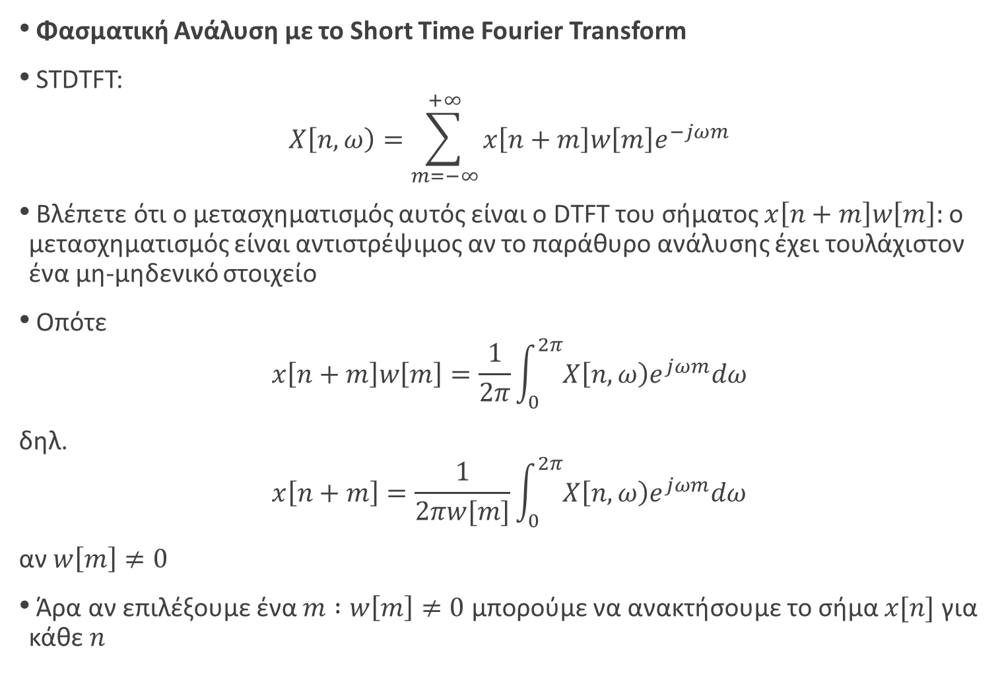 • Φασματική Ανάλυση με το Short Time Fourier Transform
• STDTFT:
$X[n, \omega) = \sum_{m=-\infty}^{+\infty} x[n + m]w[m]e^{-j\omega m}$
• Βλέπετε ότι ο μετασχηματισμός αυτός είναι ο DTFT του σήματος $x[n + m]w[m]$: ο
μετασχηματισμός είναι αντιστρέψιμος αν το παράθυρο ανάλυσης έχει τουλάχιστον
ένα μη-μηδενικό στοιχείο
• Οπότε
$x[n + m]w[m] = \frac{1}{2\pi} \int_0^{2\pi} X[n, \omega)e^{j\omega m}d\omega$
δηλ.
$x[n + m] = \frac{1}{2\pi w[m]} \int_0^{2\pi} X[n, \omega)e^{j\omega m}d\omega$
αν $w[m] \neq 0$
• Άρα αν επιλέξουμε ένα $m : w[m] \neq 0$ μπορούμε να ανακτήσουμε το σήμα $x[n]$ για
κάθε $n$